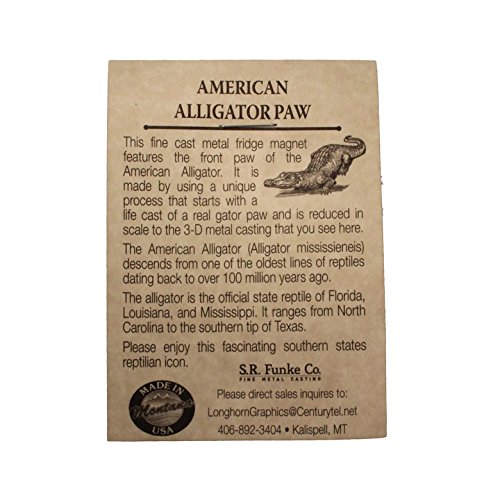 AMERICAN
ALLIGATOR PAW
This fine cast metal fridge magnet
features the front paw of the
American Alligator. It is
made by using a unique
process that starts with a
life cast of a real gator paw and is reduced in
scale to the 3-D metal casting that you see here.
The American Alligator (Alligator mississieneis)
descends from one of the oldest lines of reptiles
dating back to over 100 million years ago.
The alligator is the official state reptile of Florida,
Louisiana, and Mississippi. It ranges from North
Carolina to the southern tip of Texas.
Please enjoy this fascinating southern states
reptilian icon.
S.R. Funke Co.
FINE METAL CASTING
MADE IN
Montana
USA
Please direct sales inquires to:
LonghornGraphics@Centurytel.net
406-892-3404 • Kalispell, MT